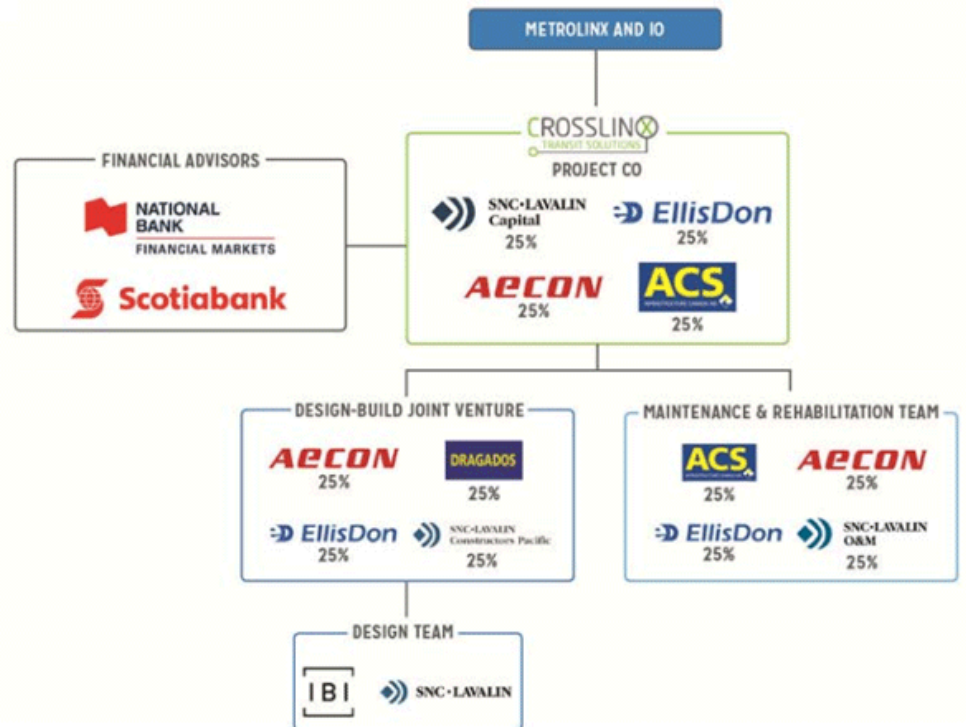 METROLINX AND IO
CROSSLINX
TRANSIT SOLUTIONS
PROJECT CO
SNC•LAVALIN
Capital
25%
EllisDon
25%
AECON
25%
ACS
INFRASTRUCTURE CANADA INC.
25%
FINANCIAL ADVISORS
NATIONAL
BANK
FINANCIAL MARKETS
Scotiabank
DESIGN-BUILD JOINT VENTURE
AECON
25%
DRAGADOS
25%
EllisDon
25%
SNC•LAVALIN
Constructors Pacific
25%
MAINTENANCE & REHABILITATION TEAM
ACS
25%
AECON
25%
EllisDon
25%
SNC•LAVALIN
O&M
25%
DESIGN TEAM
IBI
SNC•LAVALIN